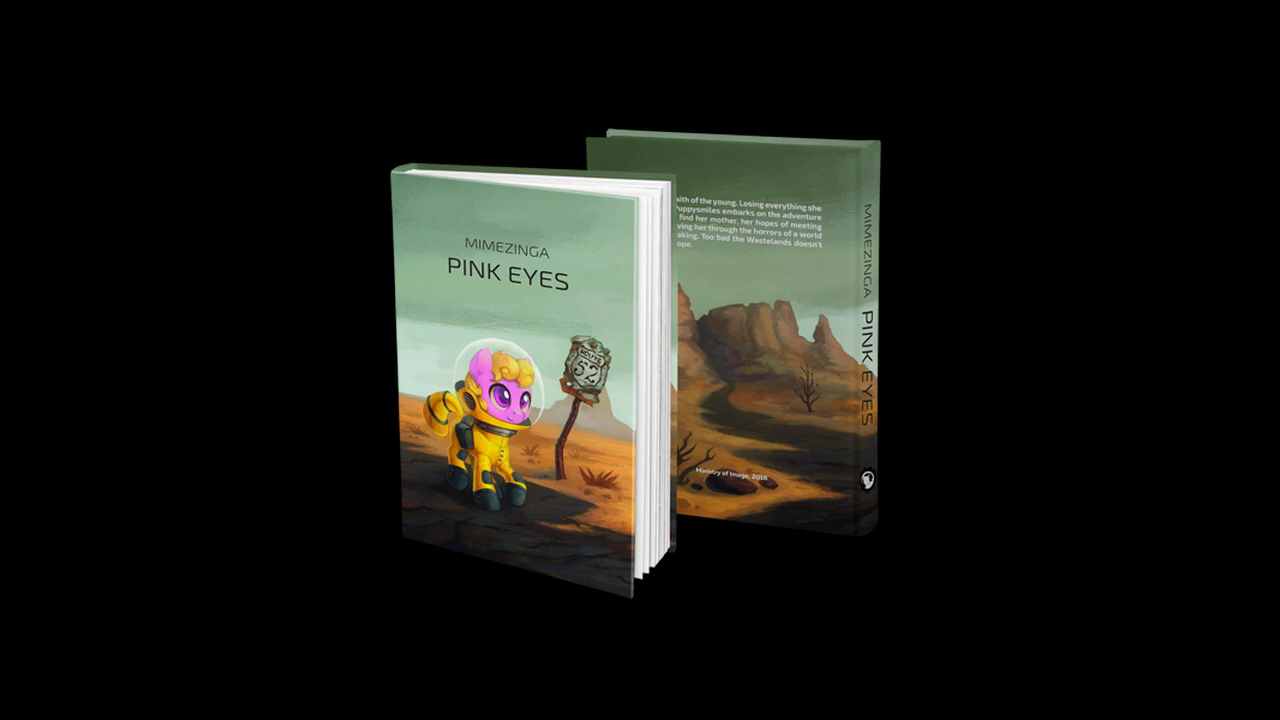 MIMEZINGA
PINK EYES
ROUTE
52
aith of the young. Losing everything she
Puppysmiles embarks on the adventure
find her mother, her hopes of meeting
ving her through the horrors of a world
aking. Too bad the Wastelands doesn't
ope.
Ministry of Image, 2018
MIMEZINGA PINK EYES